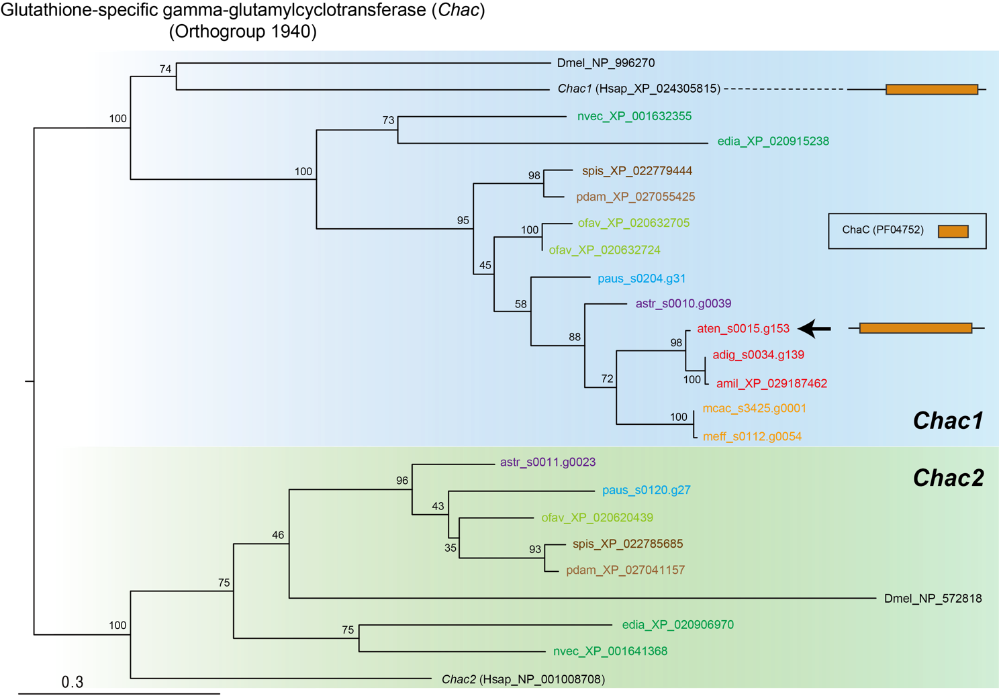 Glutathione-specific gamma-glutamylcyclotransferase (Chac)
(Orthogroup 1940)
74
Dmel_NP_996270
Chac1 (Hsap_XP_024305815)
100
73
nvec_XP_001632355
edia_XP_020915238
100
98
spis_XP_022779444
pdam_XP_027055425
95
100
ofav_XP_020632705
ChaC (PF04752)
ofav_XP_020632724
45
paus_s0204.g31
58
astr_s0010.g0039
88
aten_s0015.g153
98
adig_s0034.g139
100
amil_XP_029187462
72
mcac_s3425.g0001
100
Chac1
meff_s0112.g0054
astr_s0011.g0023
Chac2
96
paus_s0120.g27
43
ofav_XP_020620439
46
35
spis_XP_022785685
93
pdam_XP_027041157
75
Dmel_NP_572818
100
edia_XP_020906970
75
nvec_XP_001641368
Chac2 (Hsap_NP_001008708)
0.3